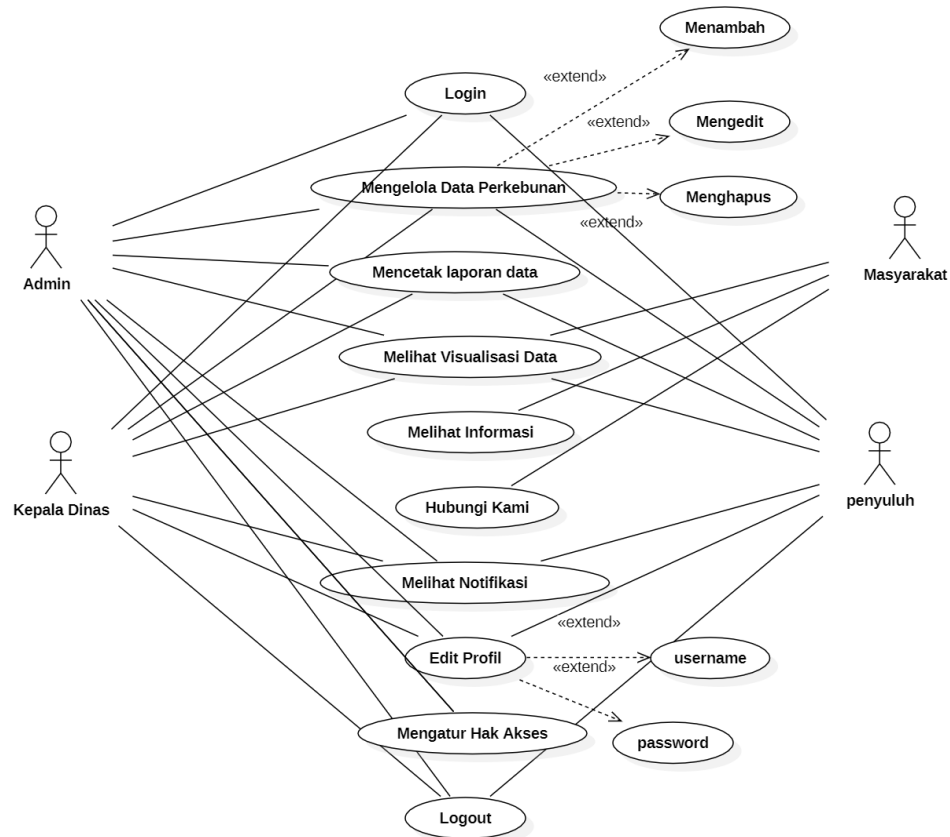 Menambah
«extend»
Login
«extend»
Mengedit
Mengelola Data Perkebunan
Menghapus
«extend»
Admin
Mencetak laporan data
Masyarakat
Melihat Visualisasi Data
Melihat Informasi
Kepala Dinas
Hubungi Kami
penyuluh
Melihat Notifikasi
«extend»
Edit Profil
username
«extend»
Mengatur Hak Akses
password
Logout